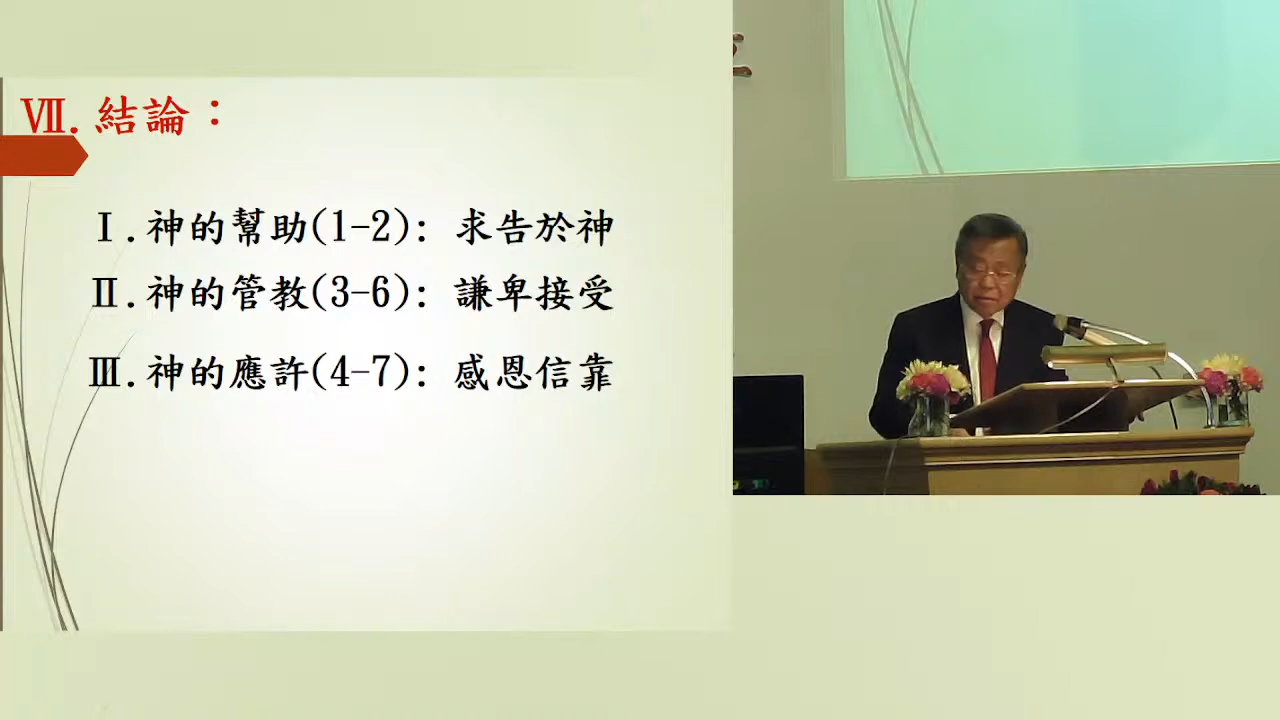 Ⅶ.結論：
Ⅰ.神的幫助(1-2): 求告於神
Ⅱ.神的管教(3-6): 謙卑接受
Ⅲ.神的應許(4-7): 感恩信靠